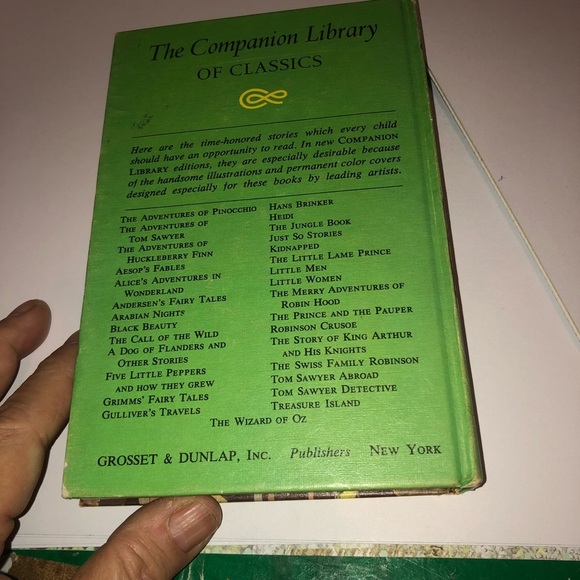 The Companion Library
OF CLASSICS
Here are the time-honored stories which every child
should have an opportunity to read. In new COMPANION
LIBRARY editions, they are especially desirable because
of the handsome illustrations and permanent color covers
designed especially for these books by leading artists.
THE ADVENTURES OF PINOCCHIO
THE ADVENTURES OF
TOM SAWYER
THE ADVENTURES OF
HUCKLEBERRY FINN
AESOP'S FABLES
ALICE'S ADVENTURES IN
WONDERLAND
ANDERSEN'S FAIRY TALES
ARABIAN NIGHTS
BLACK BEAUTY
THE CALL OF THE WILD
A DOG OF FLANDERS AND
OTHER STORIES
FIVE LITTLE PEPPERS
AND HOW THEY GREW
GRIMMS' FAIRY TALES
GULLIVER'S TRAVELS
HANS BRINKER
HEIDI
THE JUNGLE BOOK
JUST SO STORIES
KIDNAPPED
THE LITTLE LAME PRINCE
LITTLE MEN
LITTLE WOMEN
THE MERRY ADVENTURES OF
ROBIN HOOD
THE PRINCE AND THE PAUPER
ROBINSON CRUSOE
THE STORY OF KING ARTHUR
AND HIS KNIGHTS
THE SWISS FAMILY ROBINSON
TOM SAWYER ABROAD
TOM SAWYER DETECTIVE
TREASURE ISLAND
THE WIZARD OF OZ
GROSSET & DUNLAP, INC. Publishers NEW YORK